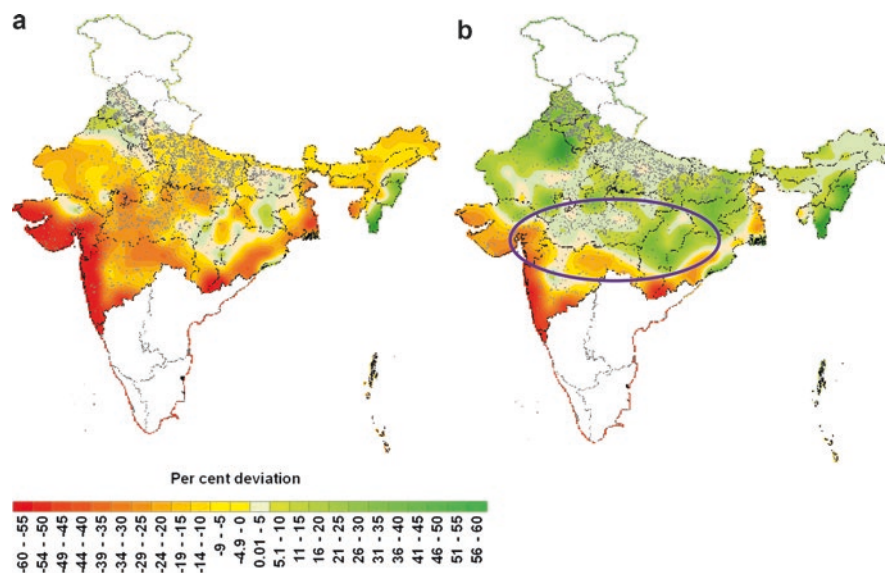 a
b
Per cent deviation
-60 - -55
-54 - -50
-49 - -45
-44 - -40
-39 - -35
-34 - -30
-29 - -25
-24 - -20
-19 - -15
-14 - -10
-9 - -5
-4.9 - 0
0.01 - 5
5.1 - 10
11 - 15
16 - 20
21 - 25
26 - 30
31 - 35
36 - 40
41 - 45
46 - 50
51 - 55
56 - 60